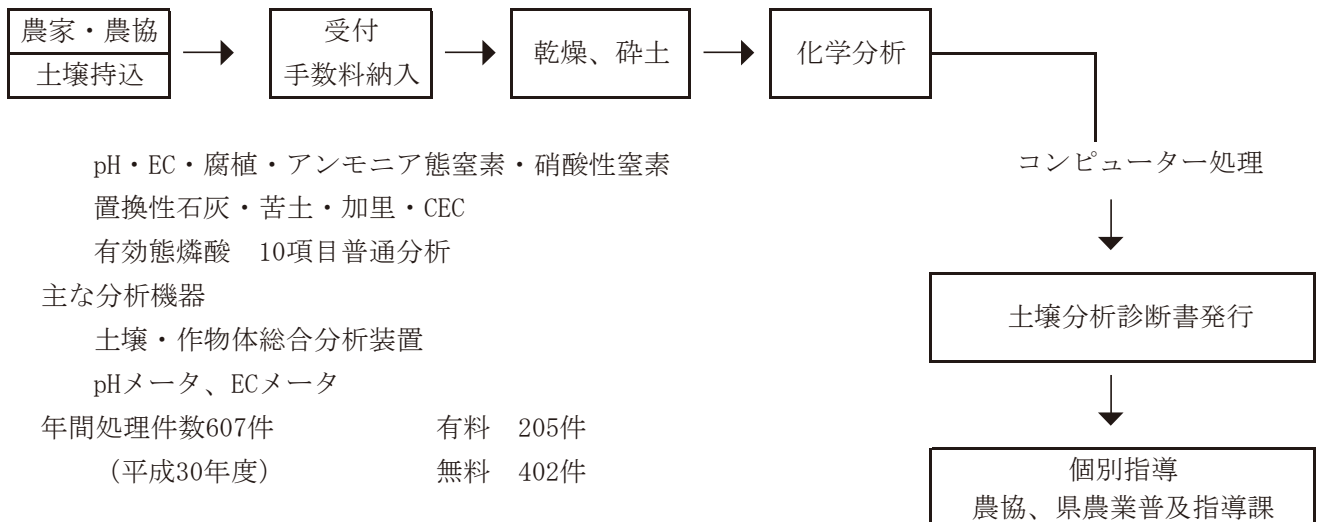 農家・農協
土壌持込
受付
手数料納入
乾燥、砕土
化学分析
pH・EC・腐植・アンモニア態窒素・硝酸性窒素
置換性石灰・苦土・加里・CEC
有効態燐酸　10項目普通分析
主な分析機器
土壌・作物体総合分析装置
pHメータ、ECメータ
年間処理件数607件　有料　205件
（平成30年度）　無料　402件
コンピューター処理
土壌分析診断書発行
個別指導
農協、県農業普及指導課